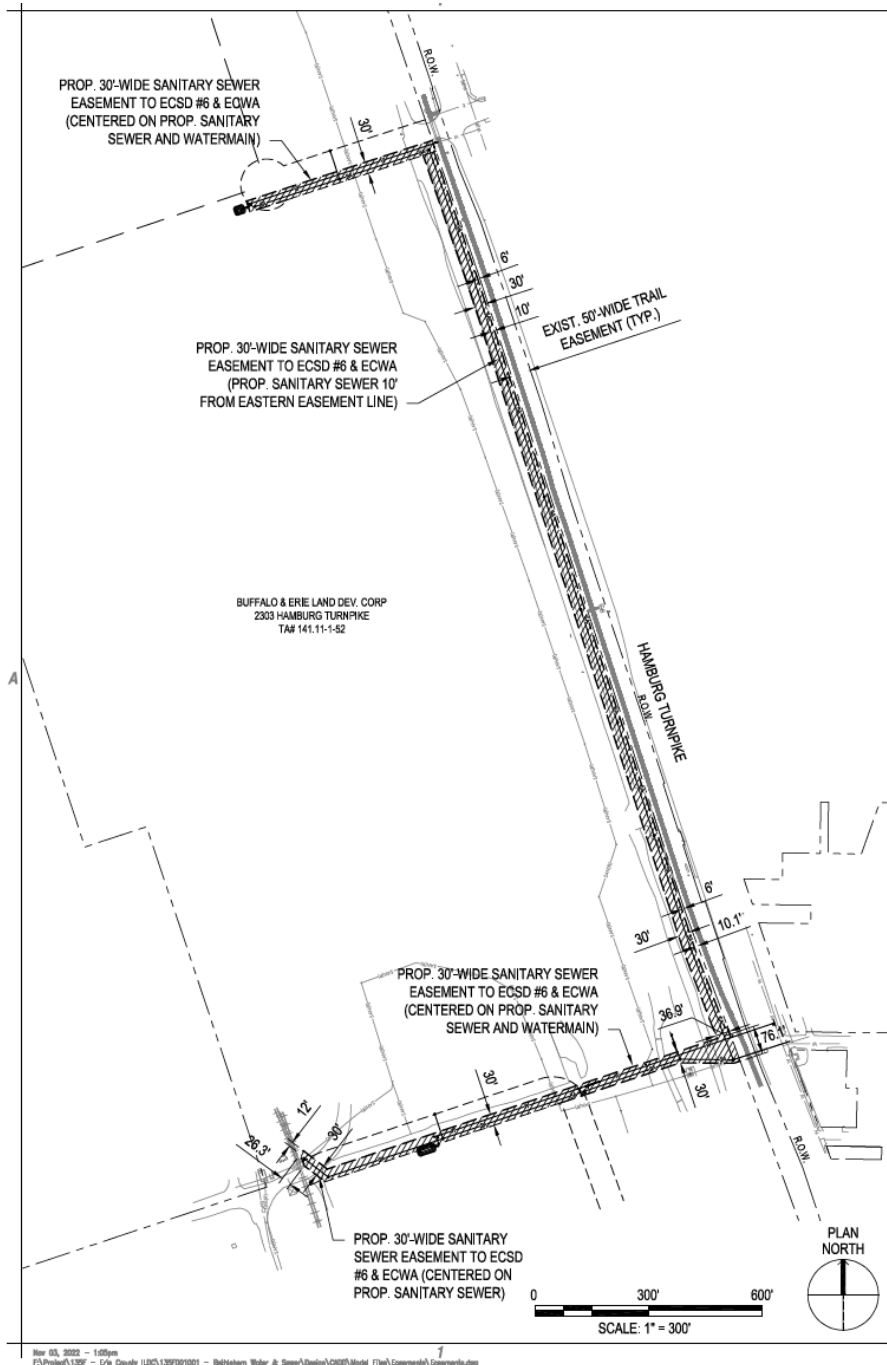 R.O.W.
PROP. 30'-WIDE SANITARY SEWER
EASEMENT TO ECSD #6 & ECWA
(CENTERED ON PROP. SANITARY
SEWER AND WATERMAIN)
30'
6'
30'
10'
EXIST. 50'-WIDE TRAIL
EASEMENT (TYP.)
PROP. 30'-WIDE SANITARY SEWER
EASEMENT TO ECSD #6 & ECWA
(PROP. SANITARY SEWER 10'
FROM EASTERN EASEMENT LINE)
BUFFALO & ERIE LAND DEV. CORP
2303 HAMBURG TURNPIKE
TA# 141.11-1-52
A
HAMBURG TURNPIKE
R.O.W.
6'
30'
10.1'
PROP. 30'-WIDE SANITARY SEWER
EASEMENT TO ECSD #6 & ECWA
(CENTERED ON PROP. SANITARY
SEWER AND WATERMAIN)
36.9'
76.1'
30'
30'
12'
30'
26.3'
R.O.W.
PROP. 30'-WIDE SANITARY
SEWER EASEMENT TO ECSD
#6 & ECWA (CENTERED ON
PROP. SANITARY SEWER)
PLAN
NORTH
0 300' 600'
SCALE: 1" = 300'
Nov 03, 2022 - 1:05pm
1